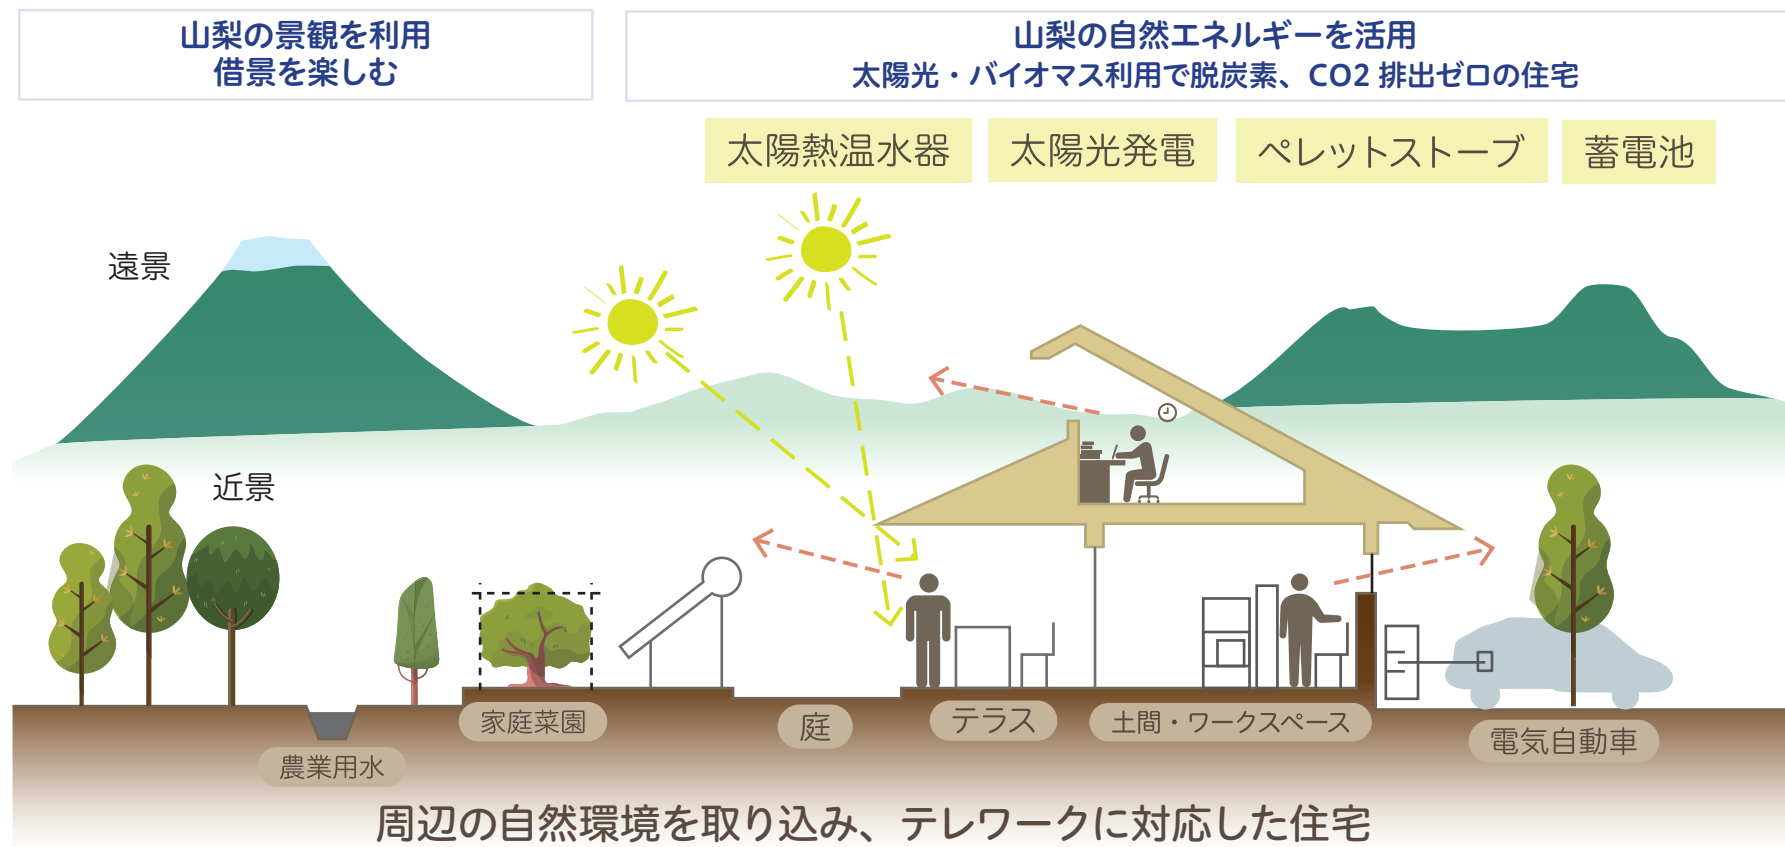 山梨の景観を利用
借景を楽しむ
山梨の自然エネルギーを活用
太陽光・バイオマス利用で脱炭素、CO2 排出ゼロの住宅
太陽熱温水器
太陽光発電
ペレットストーブ
蓄電池
遠景
近景
家庭菜園
庭
テラス
土間・ワークスペース
電気自動車
農業用水
周辺の自然環境を取り込み、テレワークに対応した住宅